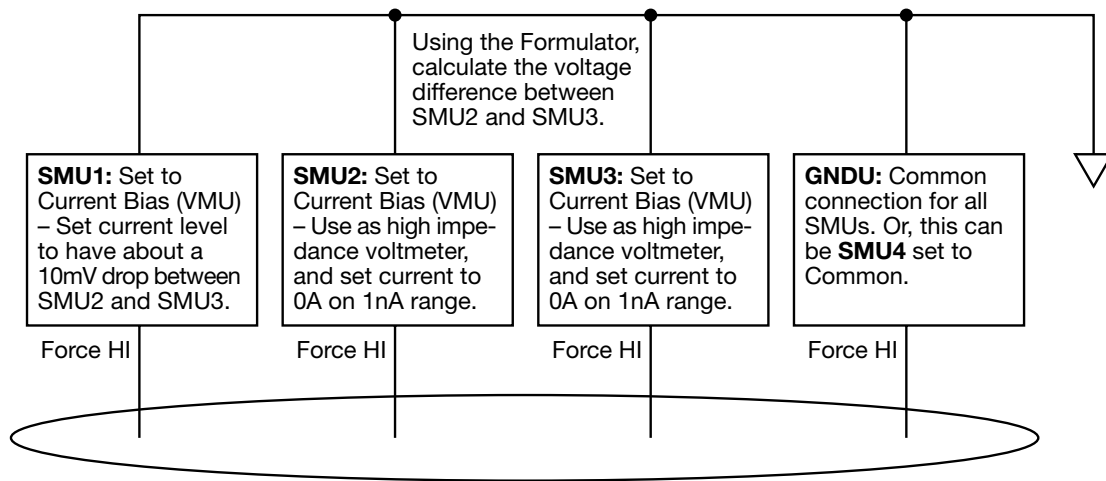 Using the Formulator,
calculate the voltage
difference between
SMU2 and SMU3.
SMU1: Set to
Current Bias (VMU)
– Set current level
to have about a
10mV drop between
SMU2 and SMU3.
SMU2: Set to
Current Bias (VMU)
– Use as high impe-
dance voltmeter,
and set current to
0A on 1nA range.
SMU3: Set to
Current Bias (VMU)
– Use as high impe-
dance voltmeter,
and set current to
0A on 1nA range.
GNDU: Common
connection for all
SMUs. Or, this can
be SMU4 set to
Common.
Force HI
Force HI
Force HI
Force HI